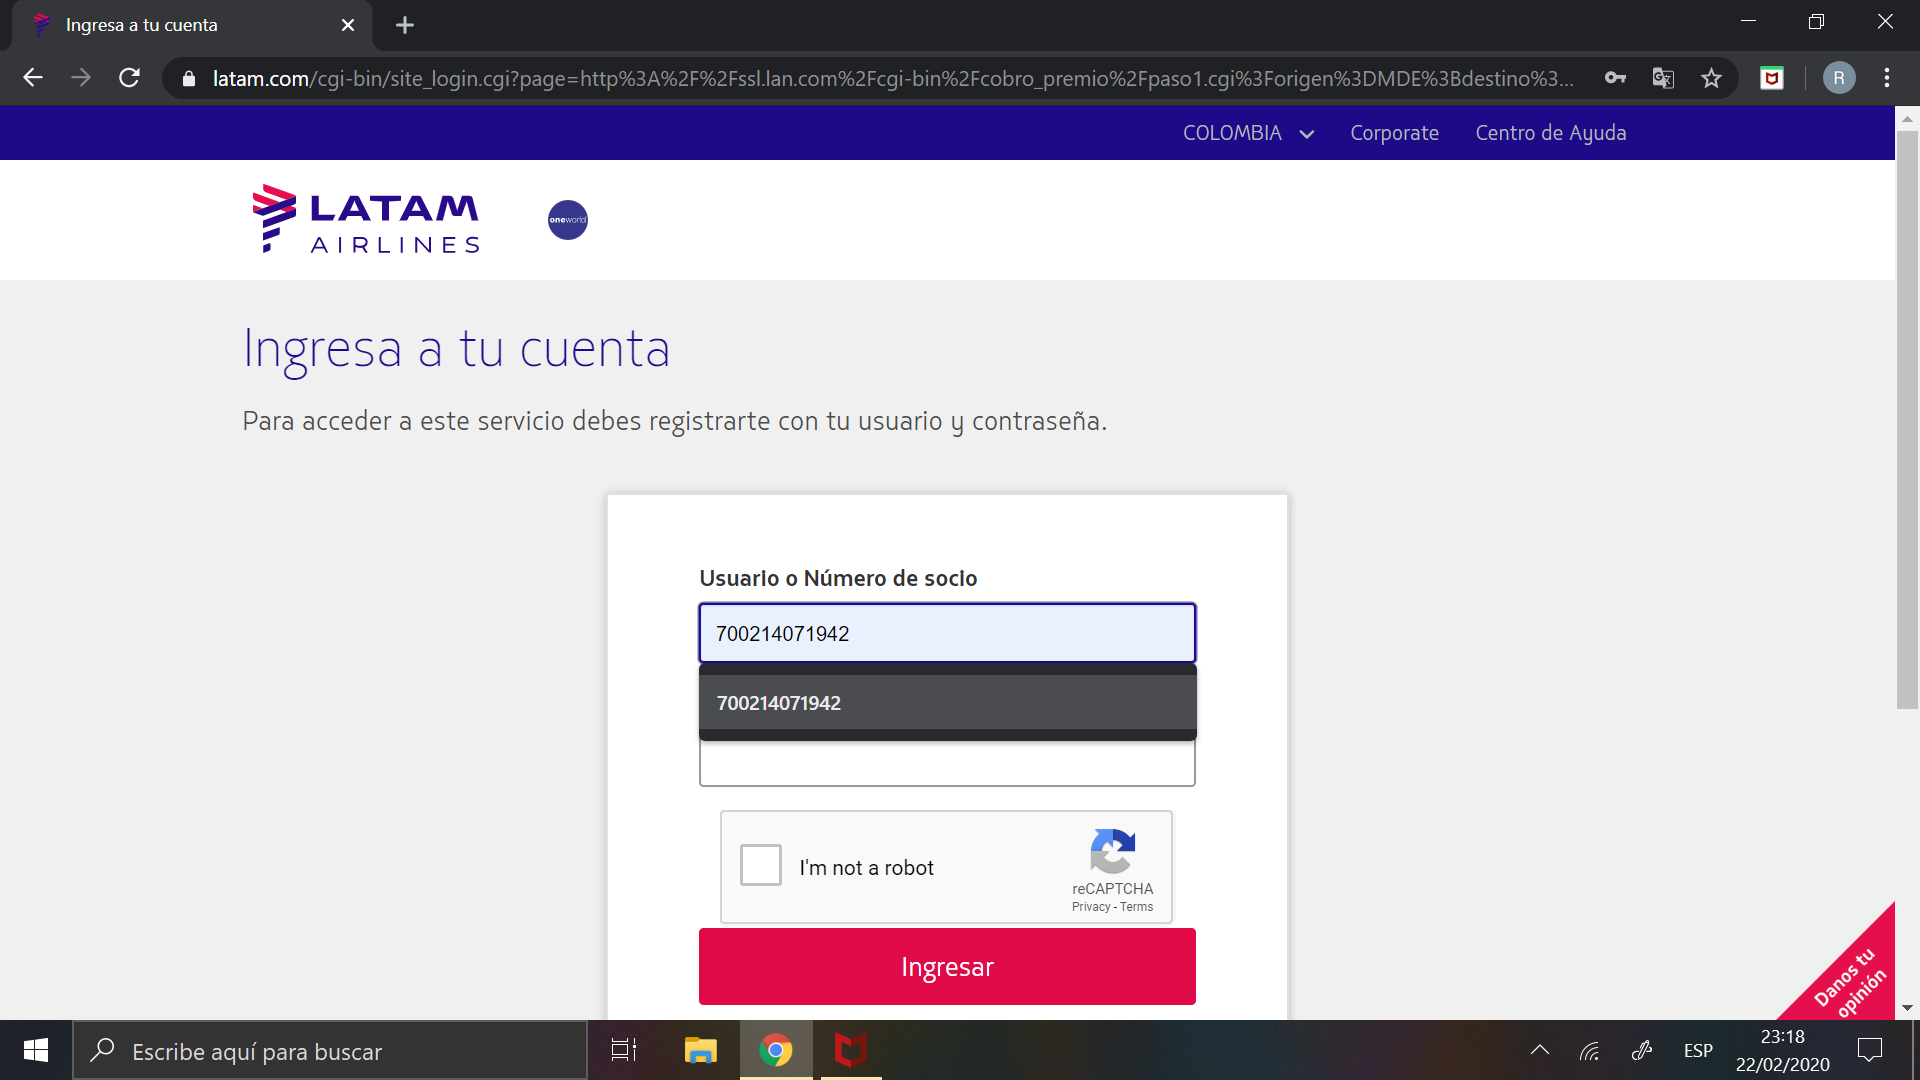 Ingresa a tu cuenta
latam.com/cgi-bin/site_login.cgi?page=http%3A%2F%2Fssl.lan.com%2Fcgi-bin%2Fcobro_premio%2Fpaso1.cgi%3Forigen%3DMDE%3Bdestino%3...
R
COLOMBIA
Corporate
Centro de Ayuda
LATAM
AIRLINES
oneworld
Ingresa a tu cuenta
Para acceder a este servicio debes registrarte con tu usuario y contraseña.
Usuario o Número de socio
700214071942
700214071942
I'm not a robot
reCAPTCHA
Privacy - Terms
Ingresar
Danos tu
opinión
Escribe aquí para buscar
ESP
23:18
22/02/2020